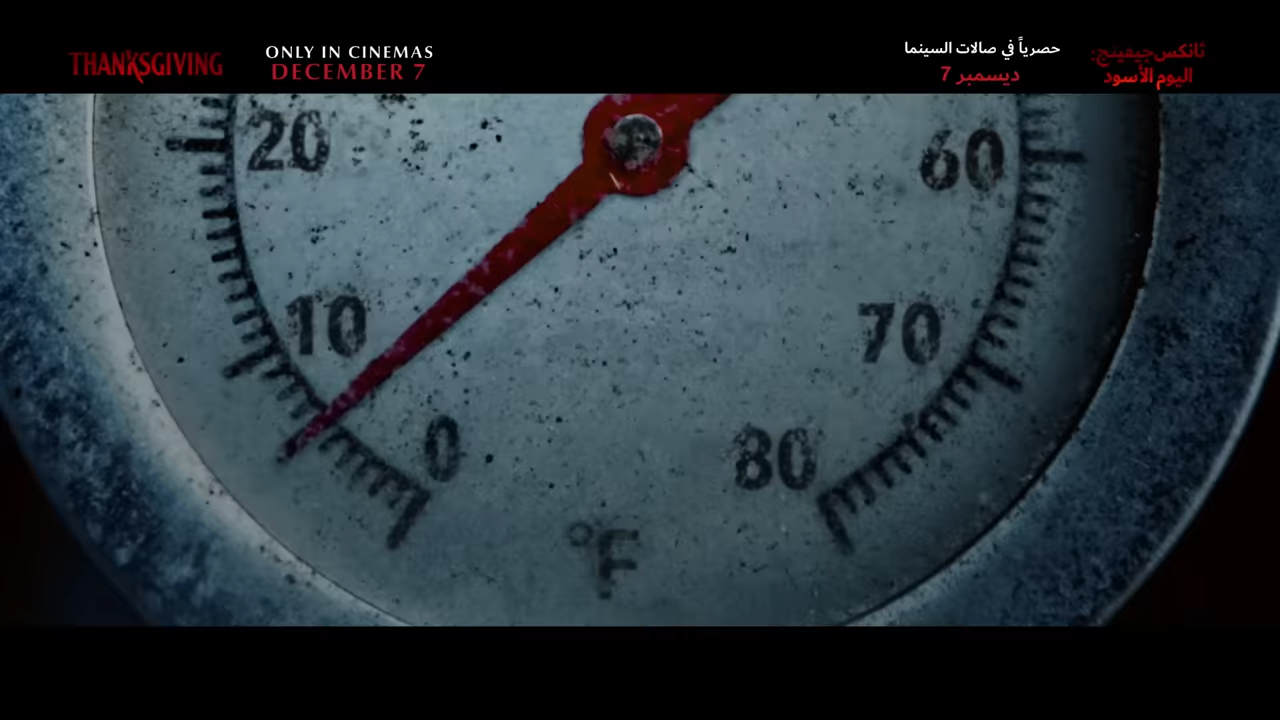 THANKSGIVING
ONLY IN CINEMAS
DECEMBER 7
حصرياً في صالات السينما
ديسمبر 7
ثانكس جيفينج:
اليوم الأسود
20
60
10
70
0
80
°F